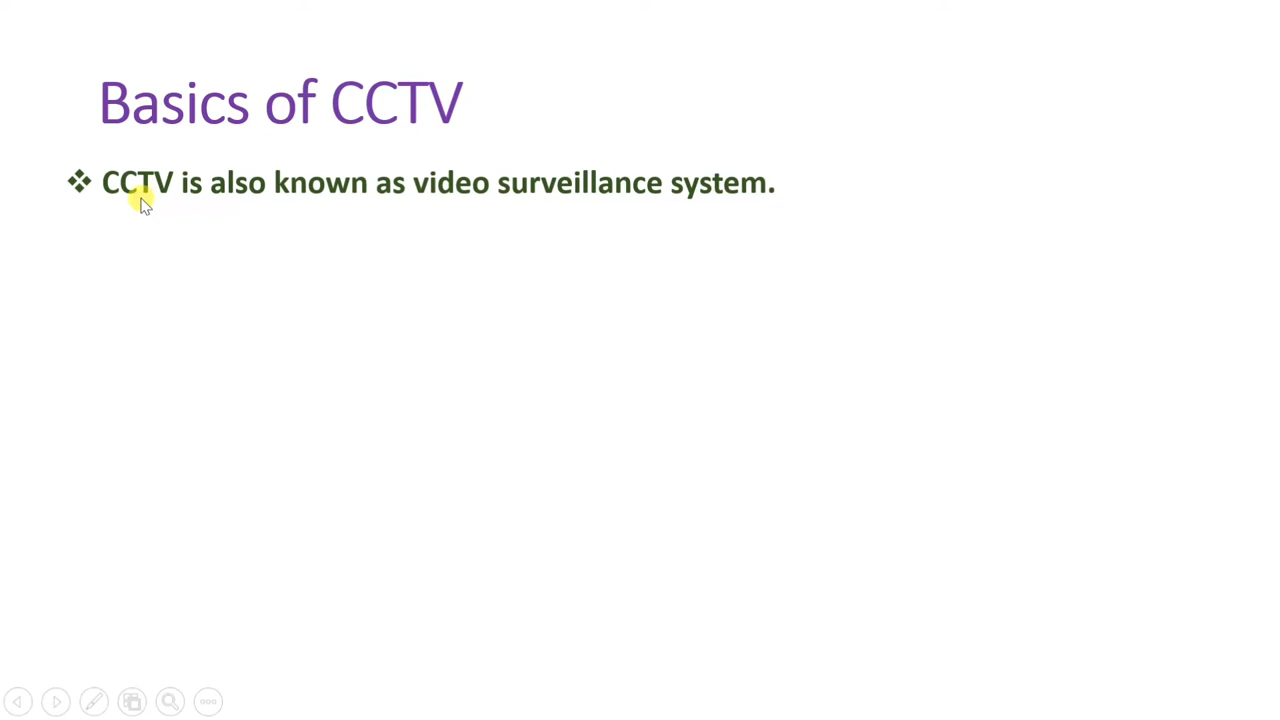 Basics of CCTV
❖ CCTV is also known as video surveillance system.